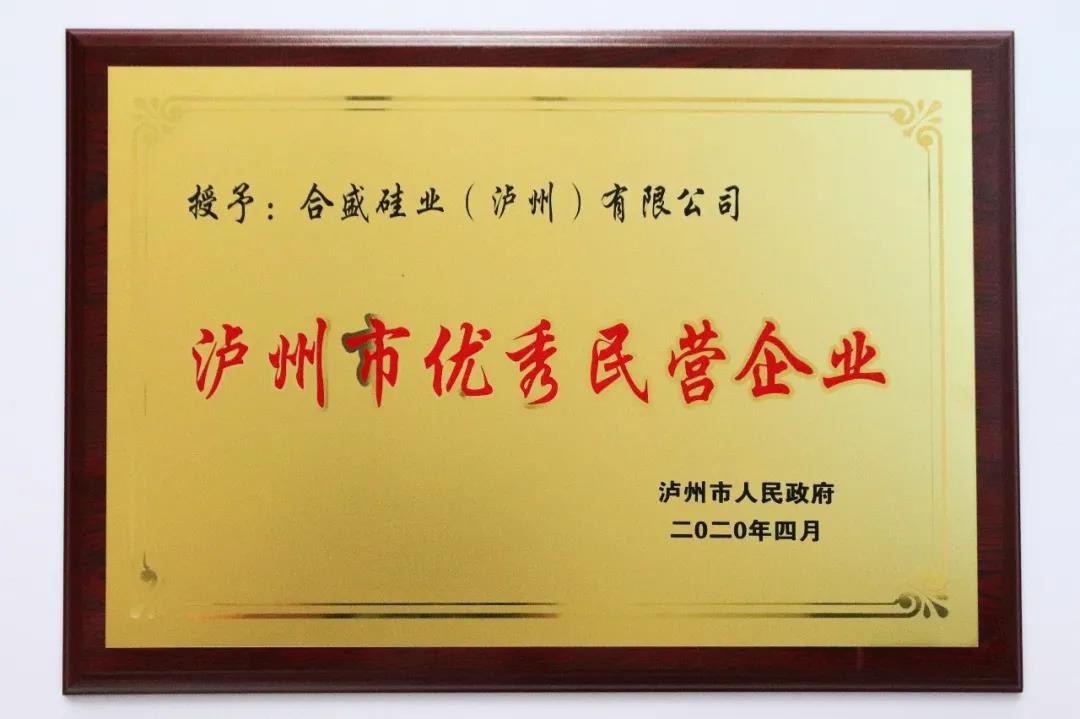 授予：合盛硅业（泸州）有限公司
泸州市优秀民营企业
泸州市人民政府
二〇二〇年四月